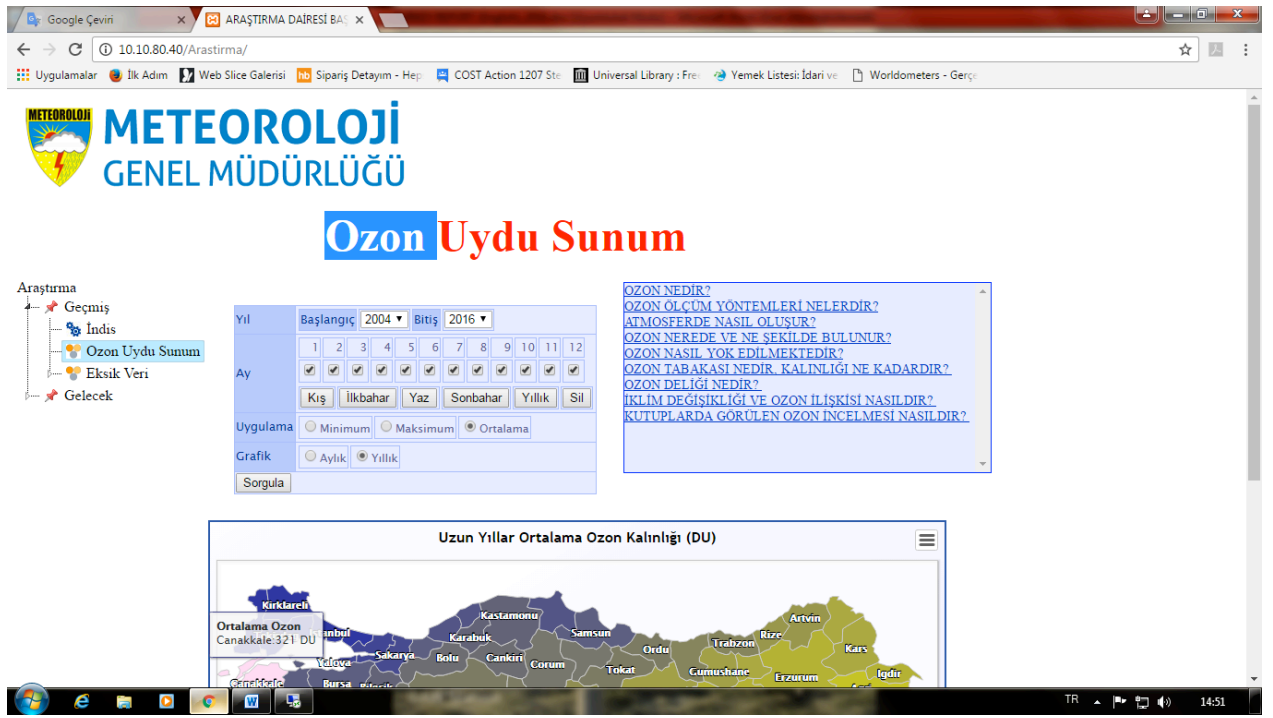 Google Çeviri
ARAŞTIRMA DAİRESİ BAŞ
10.10.80.40/Arastirma/
Uygulamalar İlk Adım Web Slice Galerisi Sipariş Detayım - Hep COST Action 1207 Ste Universal Library : Fre Yemek Listesi: İdari ve Worldometers - Gerçe
METEOROLOJİ
METEOROLOJİ
GENEL MÜDÜRLÜĞÜ
Ozon Uydu Sunum
Araştırma
Geçmiş
İndis
Ozon Uydu Sunum
Eksik Veri
Gelecek
Yıl Başlangıç 2004 Bitiş 2016
1 2 3 4 5 6 7 8 9 10 11 12
Ay
Kış İlkbahar Yaz Sonbahar Yıllık Sil
Uygulama Minimum Maksimum Ortalama
Grafik Aylık Yıllık
Sorgula
OZON NEDİR?
OZON ÖLÇÜM YÖNTEMLERİ NELERDİR?
ATMOSFERDE NASIL OLUŞUR?
OZON NEREDE VE NE ŞEKİLDE BULUNUR?
OZON NASIL YOK EDİLMEKTEDİR?
OZON TABAKASI NEDİR, KALINLIĞI NE KADARDIR?
OZON DELİĞİ NEDİR?
İKLİM DEĞİŞİKLİĞİ VE OZON İLİŞKİSİ NASILDIR?
KUTUPLARDA GÖRÜLEN OZON İNCELMESİ NASILDIR?
Uzun Yıllar Ortalama Ozon Kalınlığı (DU)
Kirklareli
Ortalama Ozon
Canakkale:321 DU
Kastamonu
Artvin
Karabuk Samsun Trabzon Rize
Yalova Sakarya Bolu Cankiri Corum Ordu Kars
Tokat Gumushane Erzurum Igdir
Canakkale Bursa
TR 14:51